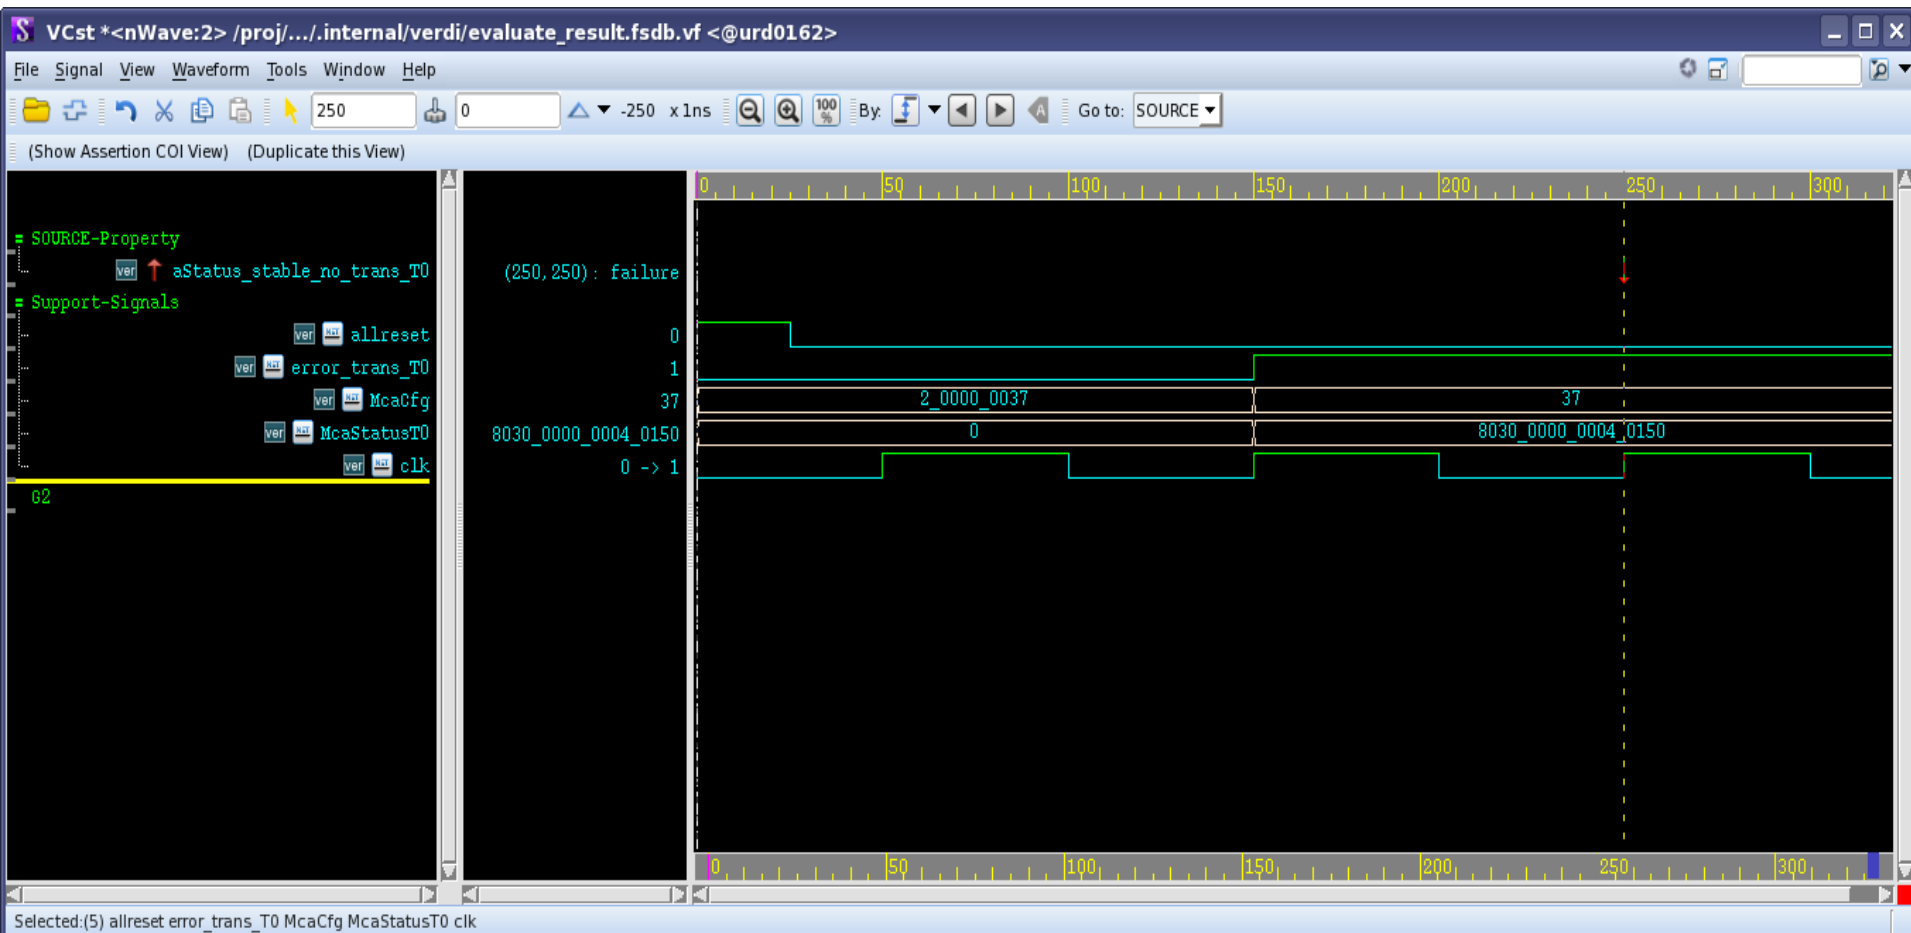 VCst *<nWave:2> /proj/.../.internal/verdi/evaluate_result.fsdb.vf <@urd0162>
File Signal View Waveform Tools Window Help
250 0 -250 x 1ns 100 % By: Go to: SOURCE
(Show Assertion COI View) (Duplicate this View)
0 50 100 150 200 250 300
SOURCE-Property
ver aStatus_stable_no_trans_T0 (250,250): failure
Support-Signals
ver allreset 0
ver error_trans_T0 1
ver McaCfg 37 2_0000_0037 37
ver McaStatusT0 8030_0000_0004_0150 0 8030_0000_0004_0150
ver clk 0 -> 1
G2
0 50 100 150 200 250 300
Selected:(5) allreset error_trans_T0 McaCfg McaStatusT0 clk